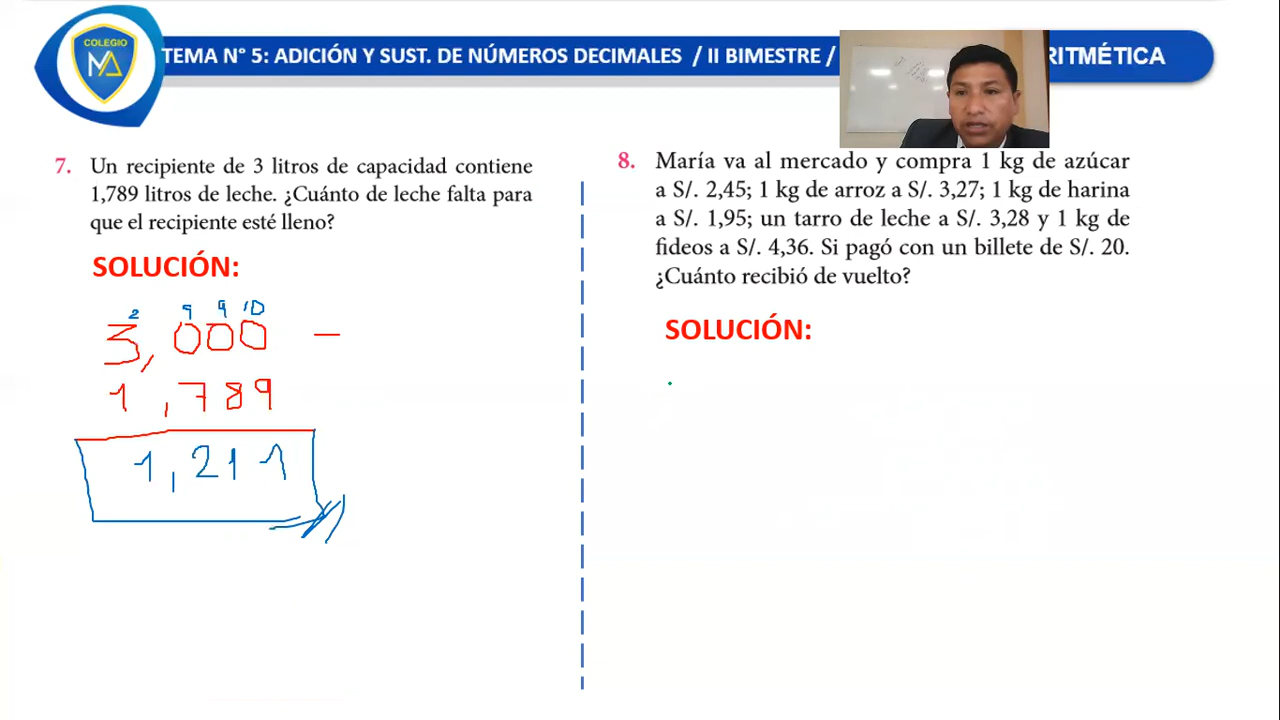 COLEGIO
MA
TEMA N° 5: ADICIÓN Y SUST. DE NÚMEROS DECIMALES / II BIMESTRE / RITMÉTICA
7. Un recipiente de 3 litros de capacidad contiene
1,789 litros de leche. ¿Cuánto de leche falta para
que el recipiente esté lleno?
SOLUCIÓN:
2 9 9 10
3,000 −
1,789
1,211
8. María va al mercado y compra 1 kg de azúcar
a S/. 2,45; 1 kg de arroz a S/. 3,27; 1 kg de harina
a S/. 1,95; un tarro de leche a S/. 3,28 y 1 kg de
fideos a S/. 4,36. Si pagó con un billete de S/. 20.
¿Cuánto recibió de vuelto?
SOLUCIÓN: